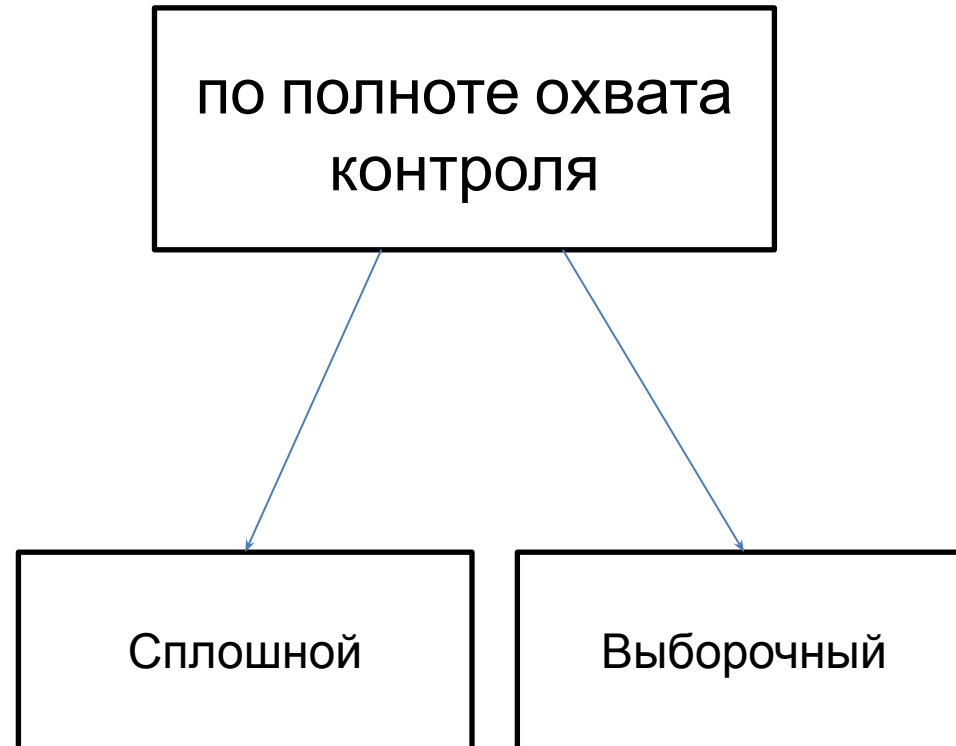 по полноте охвата
контроля
Сплошной
Выборочный